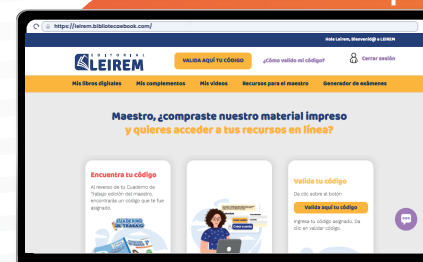 https://leirem.bibliotecaebook.com/
Hola Leirem, Bienvenid@ a LEIREM
EDITORIAL
LEIREM
VALIDA AQUÍ TU CÓDIGO
¿Cómo valido mi código?
Cerrar sesión
Mis libros digitales
Mis complementos
Mis videos
Recursos para el maestro
Generador de exámenes
Maestro, ¿compraste nuestro material impreso
y quieres acceder a tus recursos en línea?
Encuentra
tu código
Al reverso de tu Cuaderno de
Trabajo edición del maestro,
encontrarás un código que te fue
asignado.
Valida tu código
Da clic sobre el botón
Valida aquí tu código
Ingresa tu código asignado. Da
clic en validar código.